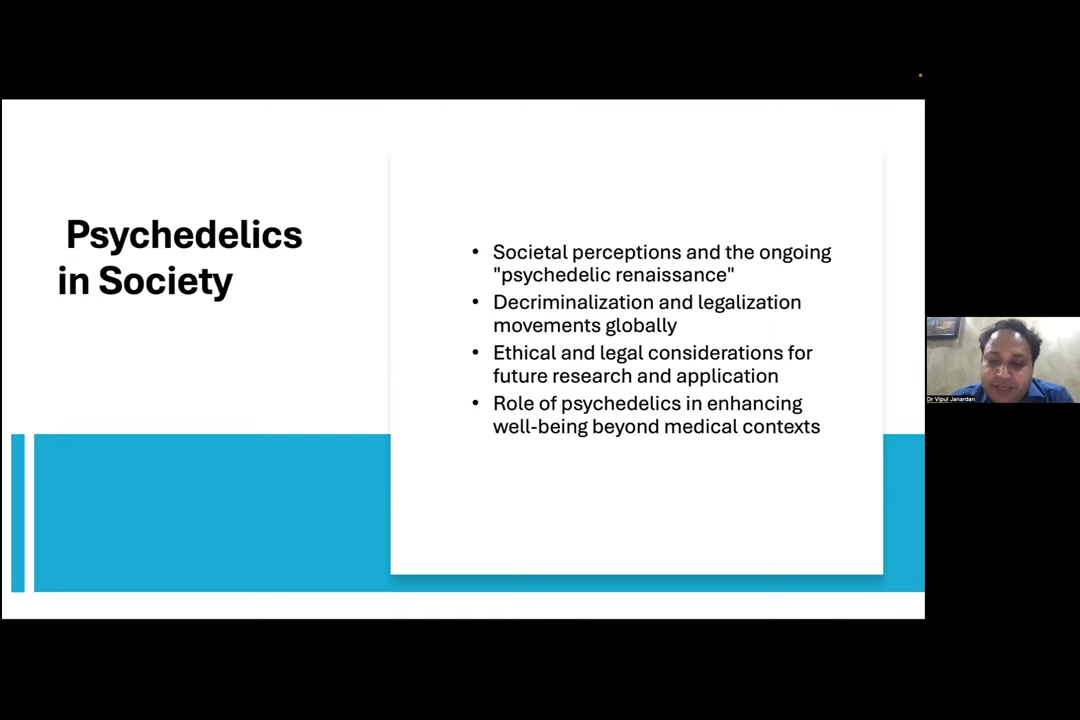 Psychedelics
in Society
• Societal perceptions and the ongoing
"psychedelic renaissance"
• Decriminalization and legalization
movements globally
• Ethical and legal considerations for
future research and application
• Role of psychedelics in enhancing
well-being beyond medical contexts
Dr Vipul Janardan